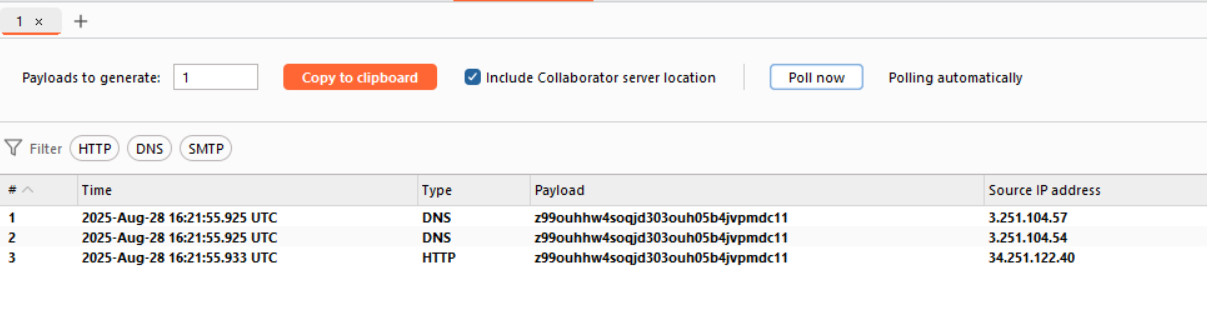 1 × +
Payloads to generate: 1 Copy to clipboard Include Collaborator server location Poll now Polling automatically
Filter HTTP DNS SMTP
# Time Type Payload Source IP address
1 2025-Aug-28 16:21:55.925 UTC DNS z99ouhhw4soqjd303ouh05b4jvpmdc11 3.251.104.57
2 2025-Aug-28 16:21:55.925 UTC DNS z99ouhhw4soqjd303ouh05b4jvpmdc11 3.251.104.54
3 2025-Aug-28 16:21:55.933 UTC HTTP z99ouhhw4soqjd303ouh05b4jvpmdc11 34.251.122.40